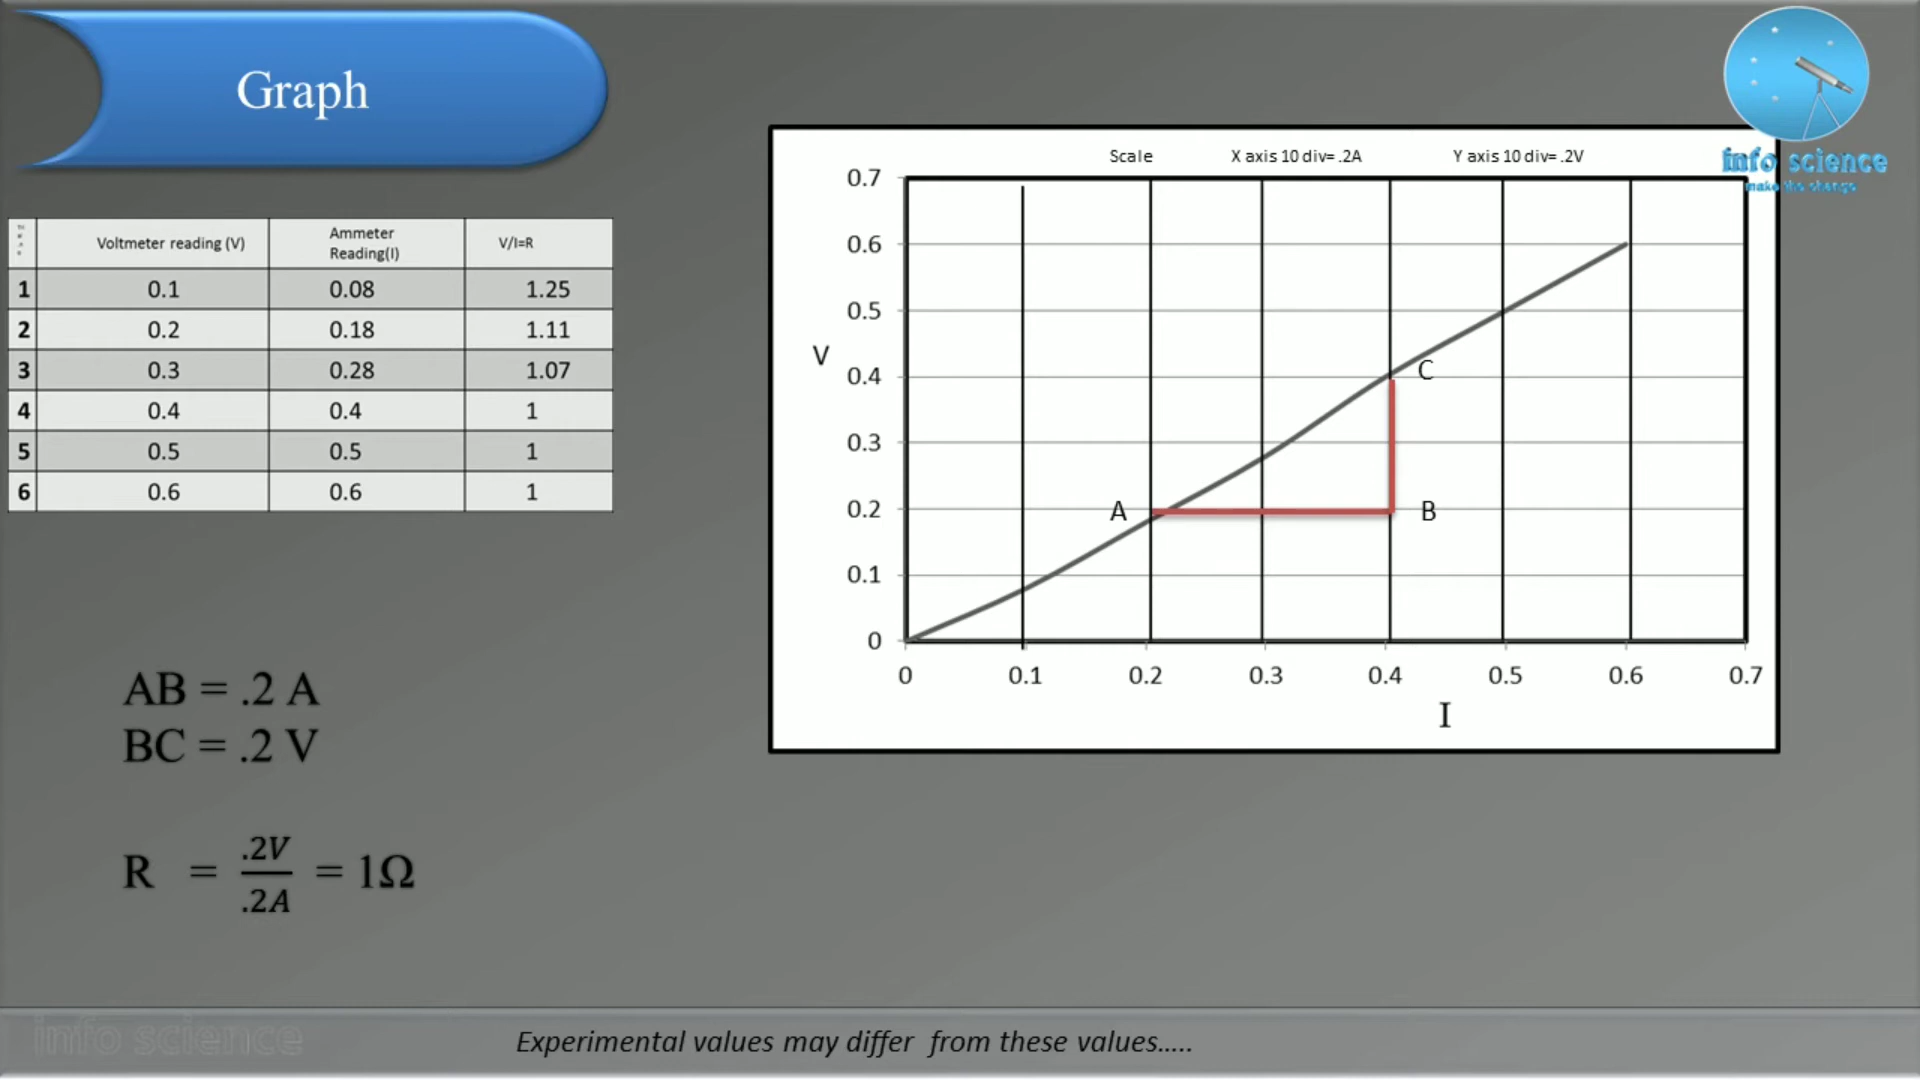 Graph
info science
make the change
Voltmeter reading (V) Ammeter Reading(I) V/I=R
1 0.1 0.08 1.25
2 0.2 0.18 1.11
3 0.3 0.28 1.07
4 0.4 0.4 1
5 0.5 0.5 1
6 0.6 0.6 1
Scale X axis 10 div= .2A Y axis 10 div= .2V
0.7
0.6
0.5
V
0.4
0.3
0.2
0.1
0
C
A
B
0 0.1 0.2 0.3 0.4 0.5 0.6 0.7
I
AB = .2 A
BC = .2 V
R = .2V/.2A = 1Ω
info science
Experimental values may differ from these values.....